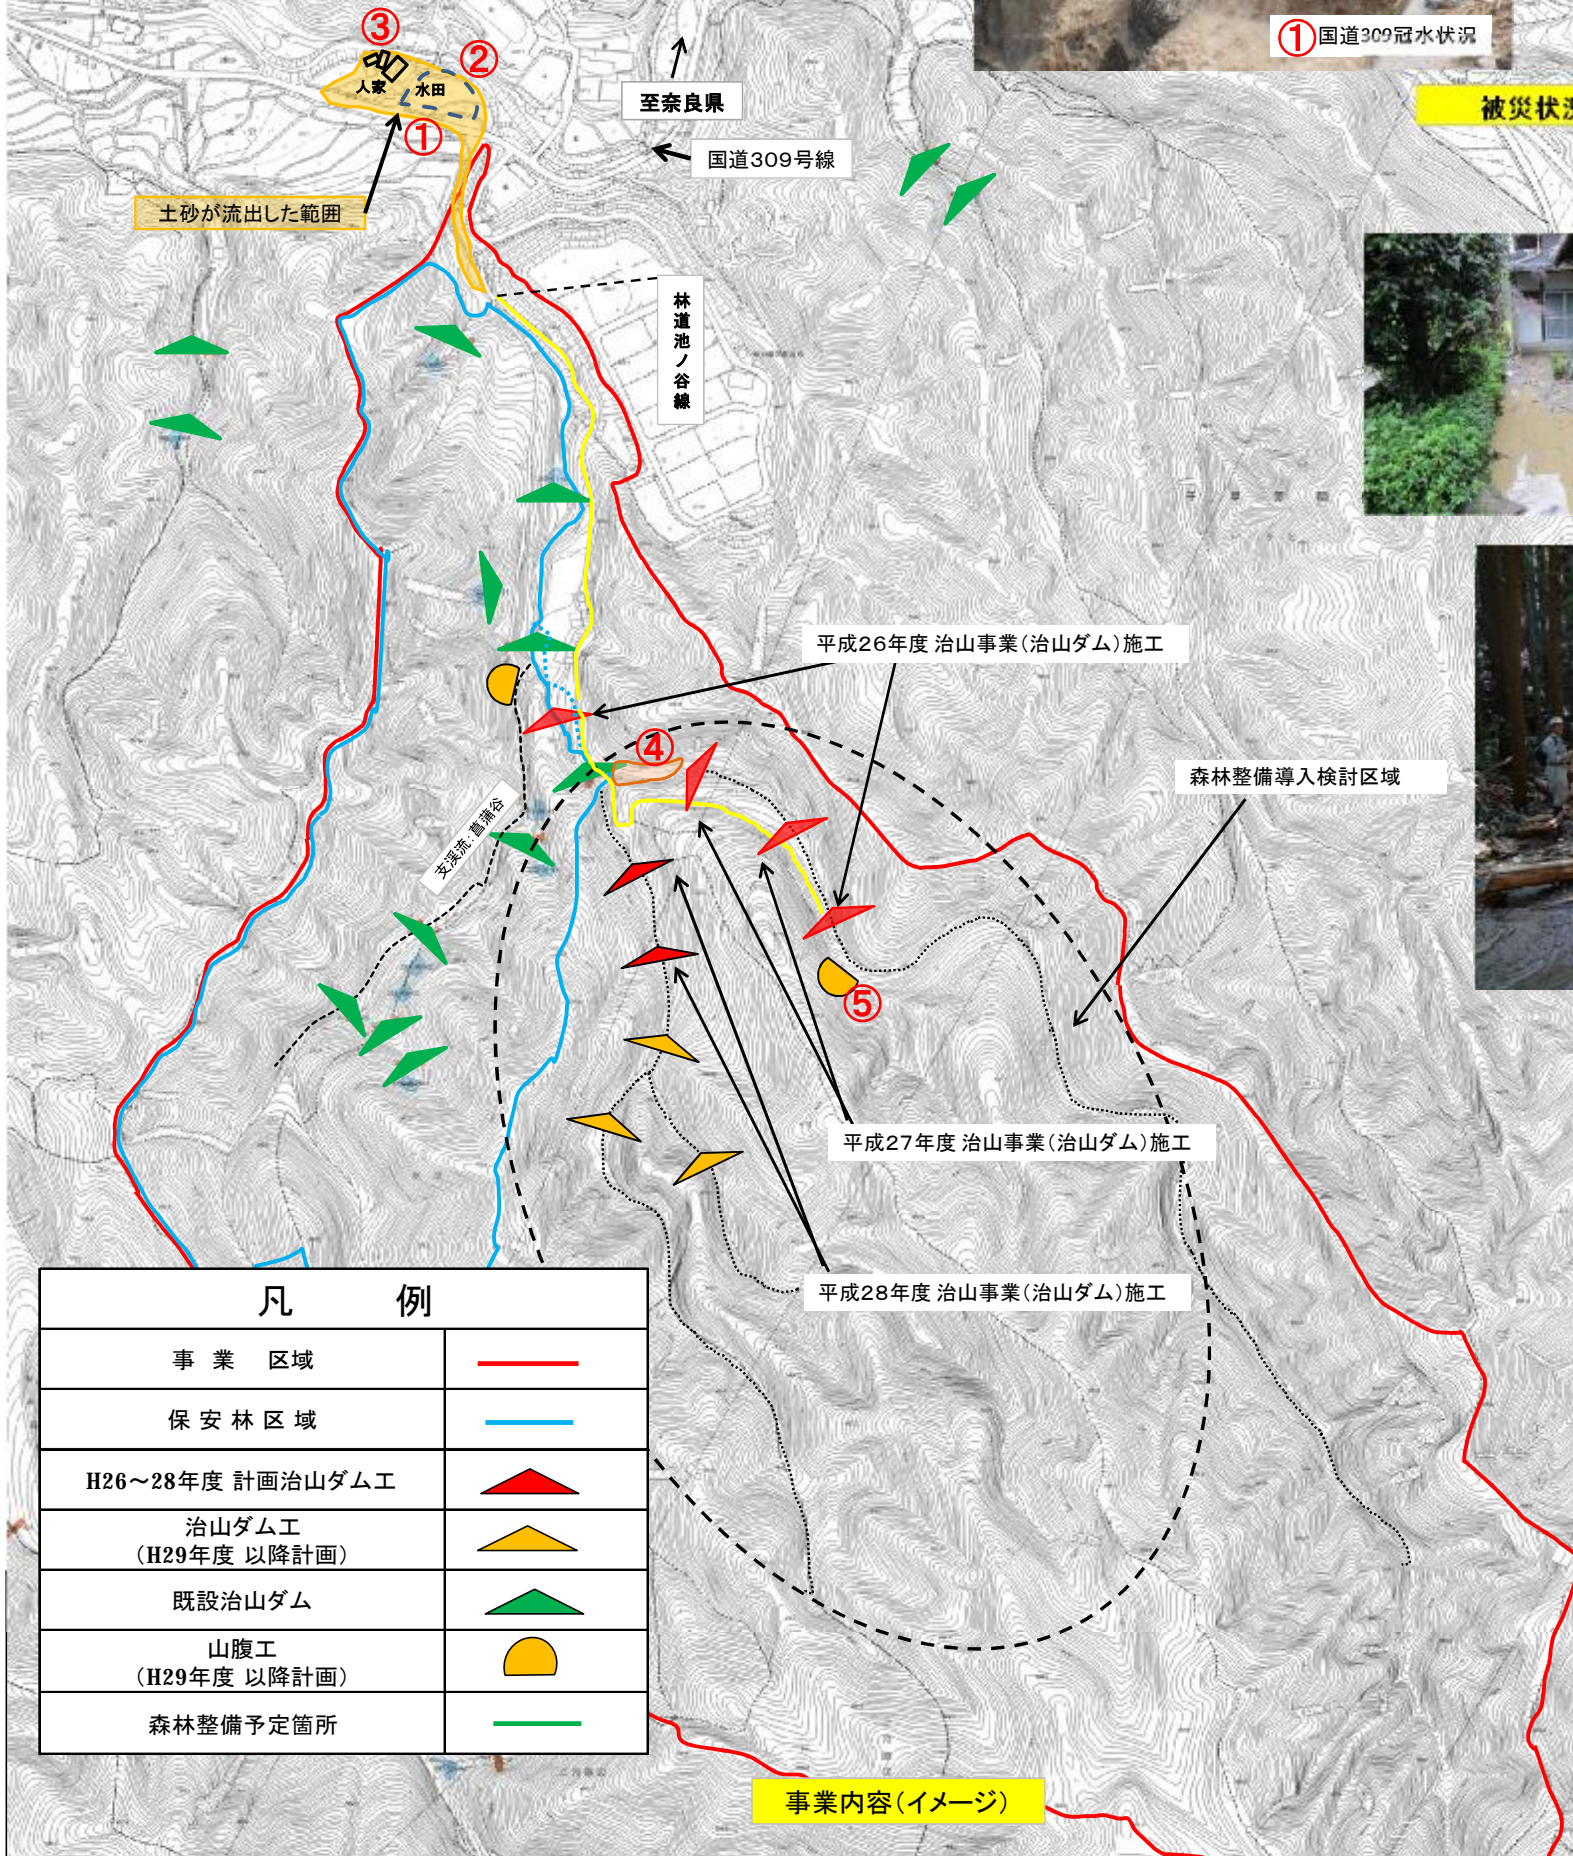 ③
②
人家
水田
①
土砂が流出した範囲
至奈良県
国道309号線
① 国道309冠水状況
被災状
林道池ノ谷線
平成26年度 治山事業(治山ダム)施工
④
森林整備導入検討区域
支渓流:菖蒲谷
⑤
平成27年度 治山事業(治山ダム)施工
平成28年度 治山事業(治山ダム)施工
凡 例
事 業 区域
保 安 林 区 域
H26～28年度 計画治山ダム工
治山ダム工
(H29年度 以降計画)
既設治山ダム
山腹工
(H29年度 以降計画)
森林整備予定箇所
事業内容(イメージ)